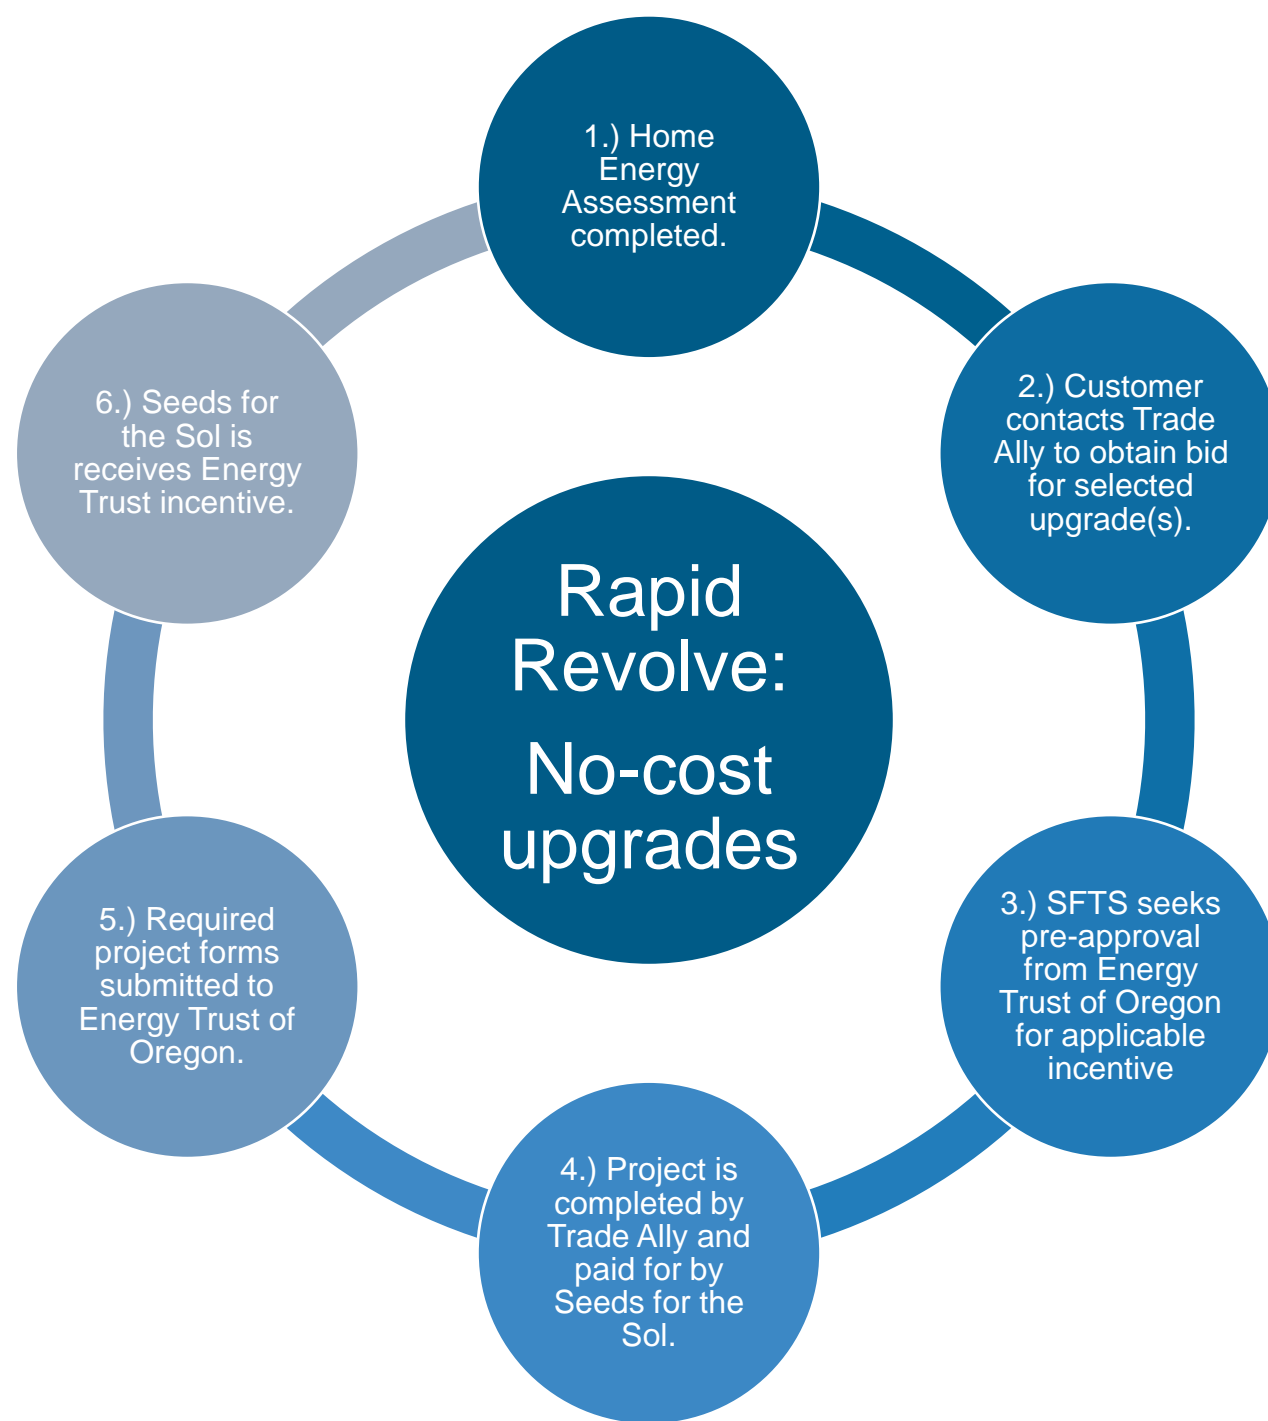 1.) Home
Energy
Assessment
completed.
2.) Customer
contacts Trade
Ally to obtain bid
for selected
upgrade(s).
3.) SFTS seeks
pre-approval
from Energy
Trust of Oregon
for applicable
incentive
4.) Project is
completed by
Trade Ally and
paid for by
Seeds for the
Sol.
5.) Required
project forms
submitted to
Energy Trust of
Oregon.
6.) Seeds for
the Sol is
receives Energy
Trust incentive.
Rapid
Revolve:
No-cost
upgrades